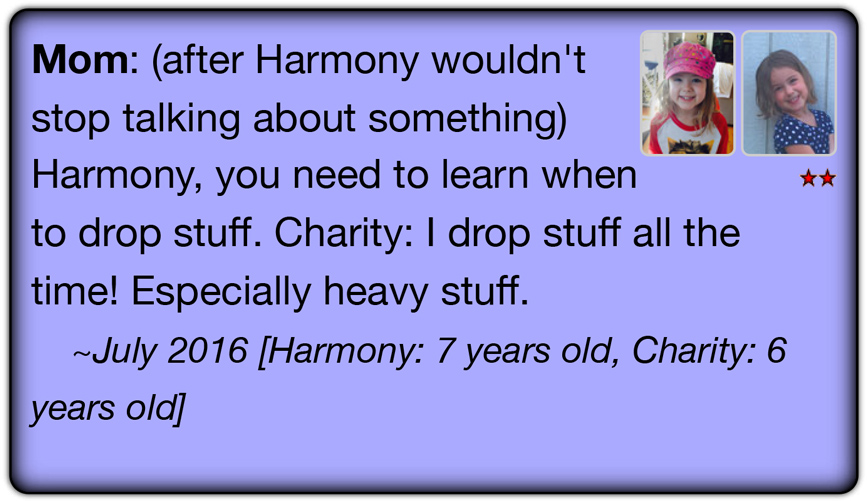 Mom: (after Harmony wouldn't
stop talking about something)
Harmony, you need to learn when
to drop stuff. Charity: I drop stuff all the
time! Especially heavy stuff.
~July 2016 [Harmony: 7 years old, Charity: 6
years old]